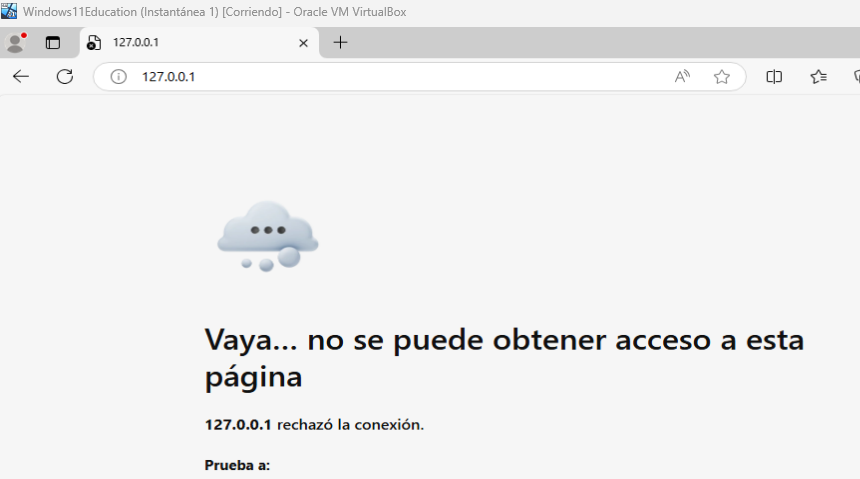 Windows11Education (Instantánea 1) [Corriendo] - Oracle VM VirtualBox
127.0.0.1
127.0.0.1
Vaya... no se puede obtener acceso a esta
página
127.0.0.1 rechazó la conexión.
Prueba a: